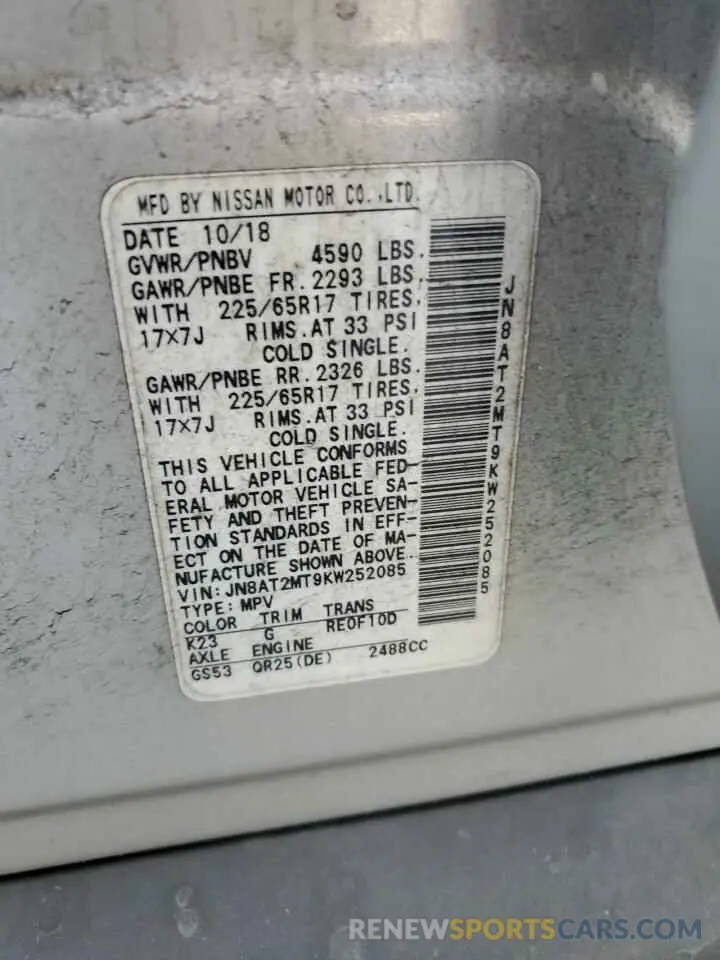 MFD BY NISSAN MOTOR CO.,LTD.
DATE 10/18
GVWR/PNBV 4590 LBS.
GAWR/PNBE FR. 2293 LBS.
WITH 225/65R17 TIRES,
17×7J RIMS.AT 33 PSI
COLD SINGLE.
GAWR/PNBE RR. 2326 LBS.
WITH 225/65R17 TIRES,
17×7J RIMS.AT 33 PSI
COLD SINGLE.
THIS VEHICLE CONFORMS
TO ALL APPLICABLE FED-
ERAL MOTOR VEHICLE SA-
FETY AND THEFT PREVEN-
TION STANDARDS IN EFF-
ECT ON THE DATE OF MA-
NUFACTURE SHOWN ABOVE.
VIN:JN8AT2MT9KW252085
TYPE:MPV
COLOR TRIM TRANS
K23 G RE0F10D
AXLE ENGINE
GS53 QR25(DE) 2488CC
JN8AT2MT9KW252085
RENEWSPORTSCARS.COM